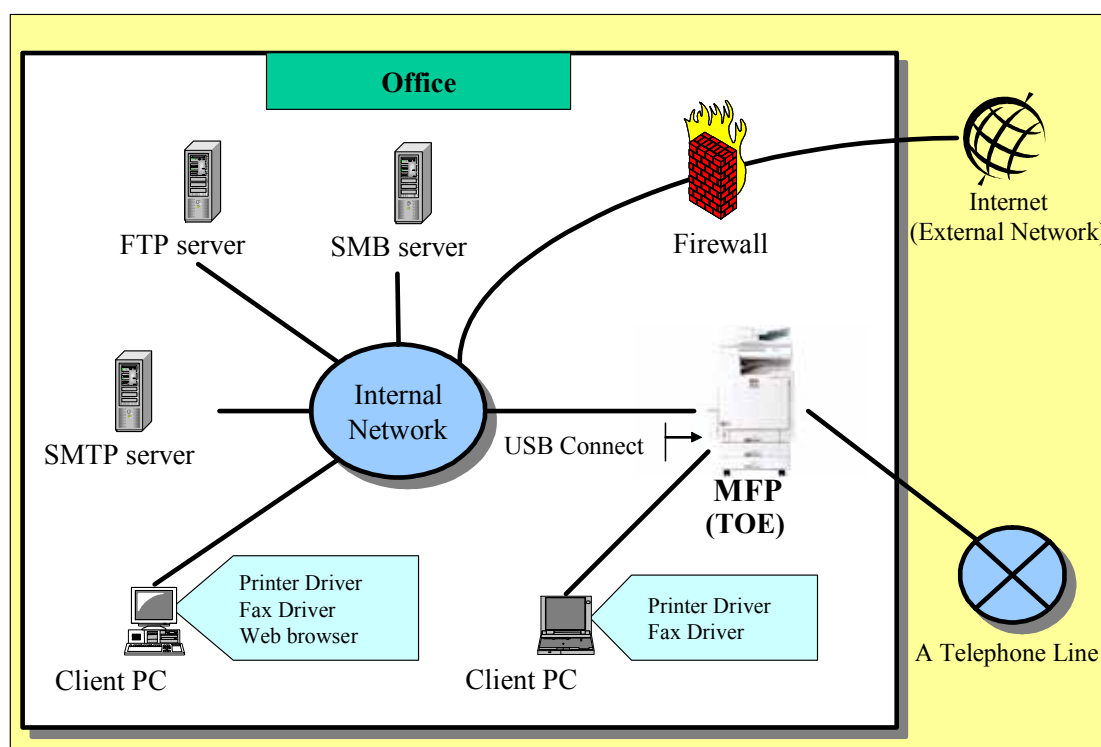 Office
FTP server
SMB server
Firewall
Internet
(External Network)
SMTP server
Internal
Network
USB Connect
MFP
(TOE)
Printer Driver
Fax Driver
Web browser
Client PC
Printer Driver
Fax Driver
Client PC
A Telephone Line